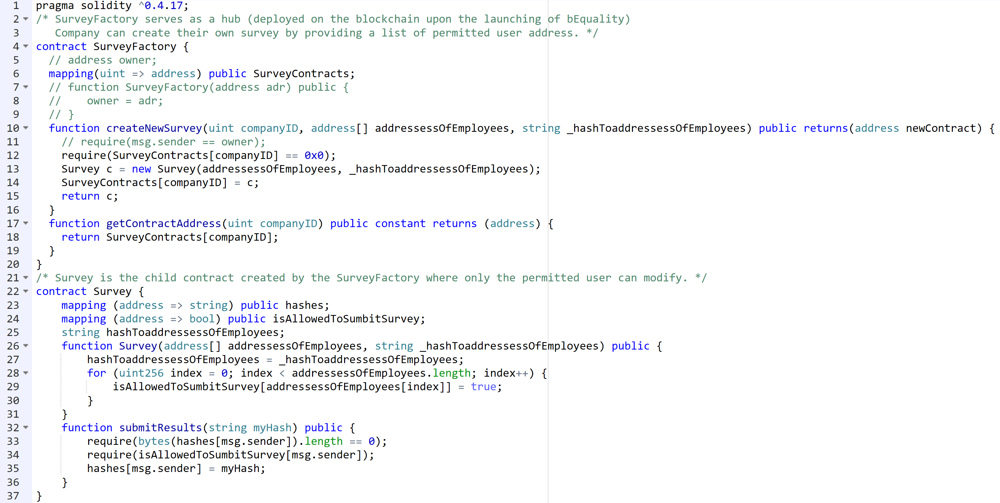 1 pragma solidity ^0.4.17;
2 /* SurveyFactory serves as a hub (deployed on the blockchain upon the launching of bEquality)
3    Company can create their own survey by providing a list of permitted user address. */
4 contract SurveyFactory {
5   // address owner;
6   mapping(uint => address) public SurveyContracts;
7   // function SurveyFactory(address adr) public {
8   //    owner = adr;
9   // }
10   function createNewSurvey(uint companyID, address[] addressessOfEmployees, string _hashToaddressessOfEmployees) public returns(address newContract) {
11     // require(msg.sender == owner);
12     require(SurveyContracts[companyID] == 0x0);
13     Survey c = new Survey(addressessOfEmployees, _hashToaddressessOfEmployees);
14     SurveyContracts[companyID] = c;
15     return c;
16   }
17   function getContractAddress(uint companyID) public constant returns (address) {
18     return SurveyContracts[companyID];
19   }
20 }
21 /* Survey is the child contract created by the SurveyFactory where only the permitted user can modify. */
22 contract Survey {
23     mapping (address => string) public hashes;
24     mapping (address => bool) public isAllowedToSumbitSurvey;
25     string hashToaddressessOfEmployees;
26     function Survey(address[] addressessOfEmployees, string _hashToaddressessOfEmployees) public {
27         hashToaddressessOfEmployees = _hashToaddressessOfEmployees;
28         for (uint256 index = 0; index < addressessOfEmployees.length; index++) {
29             isAllowedToSumbitSurvey[addressessOfEmployees[index]] = true;
30         }
31     }
32     function submitResults(string myHash) public {
33         require(bytes(hashes[msg.sender]).length == 0);
34         require(isAllowedToSumbitSurvey[msg.sender]);
35         hashes[msg.sender] = myHash;
36     }
37 }